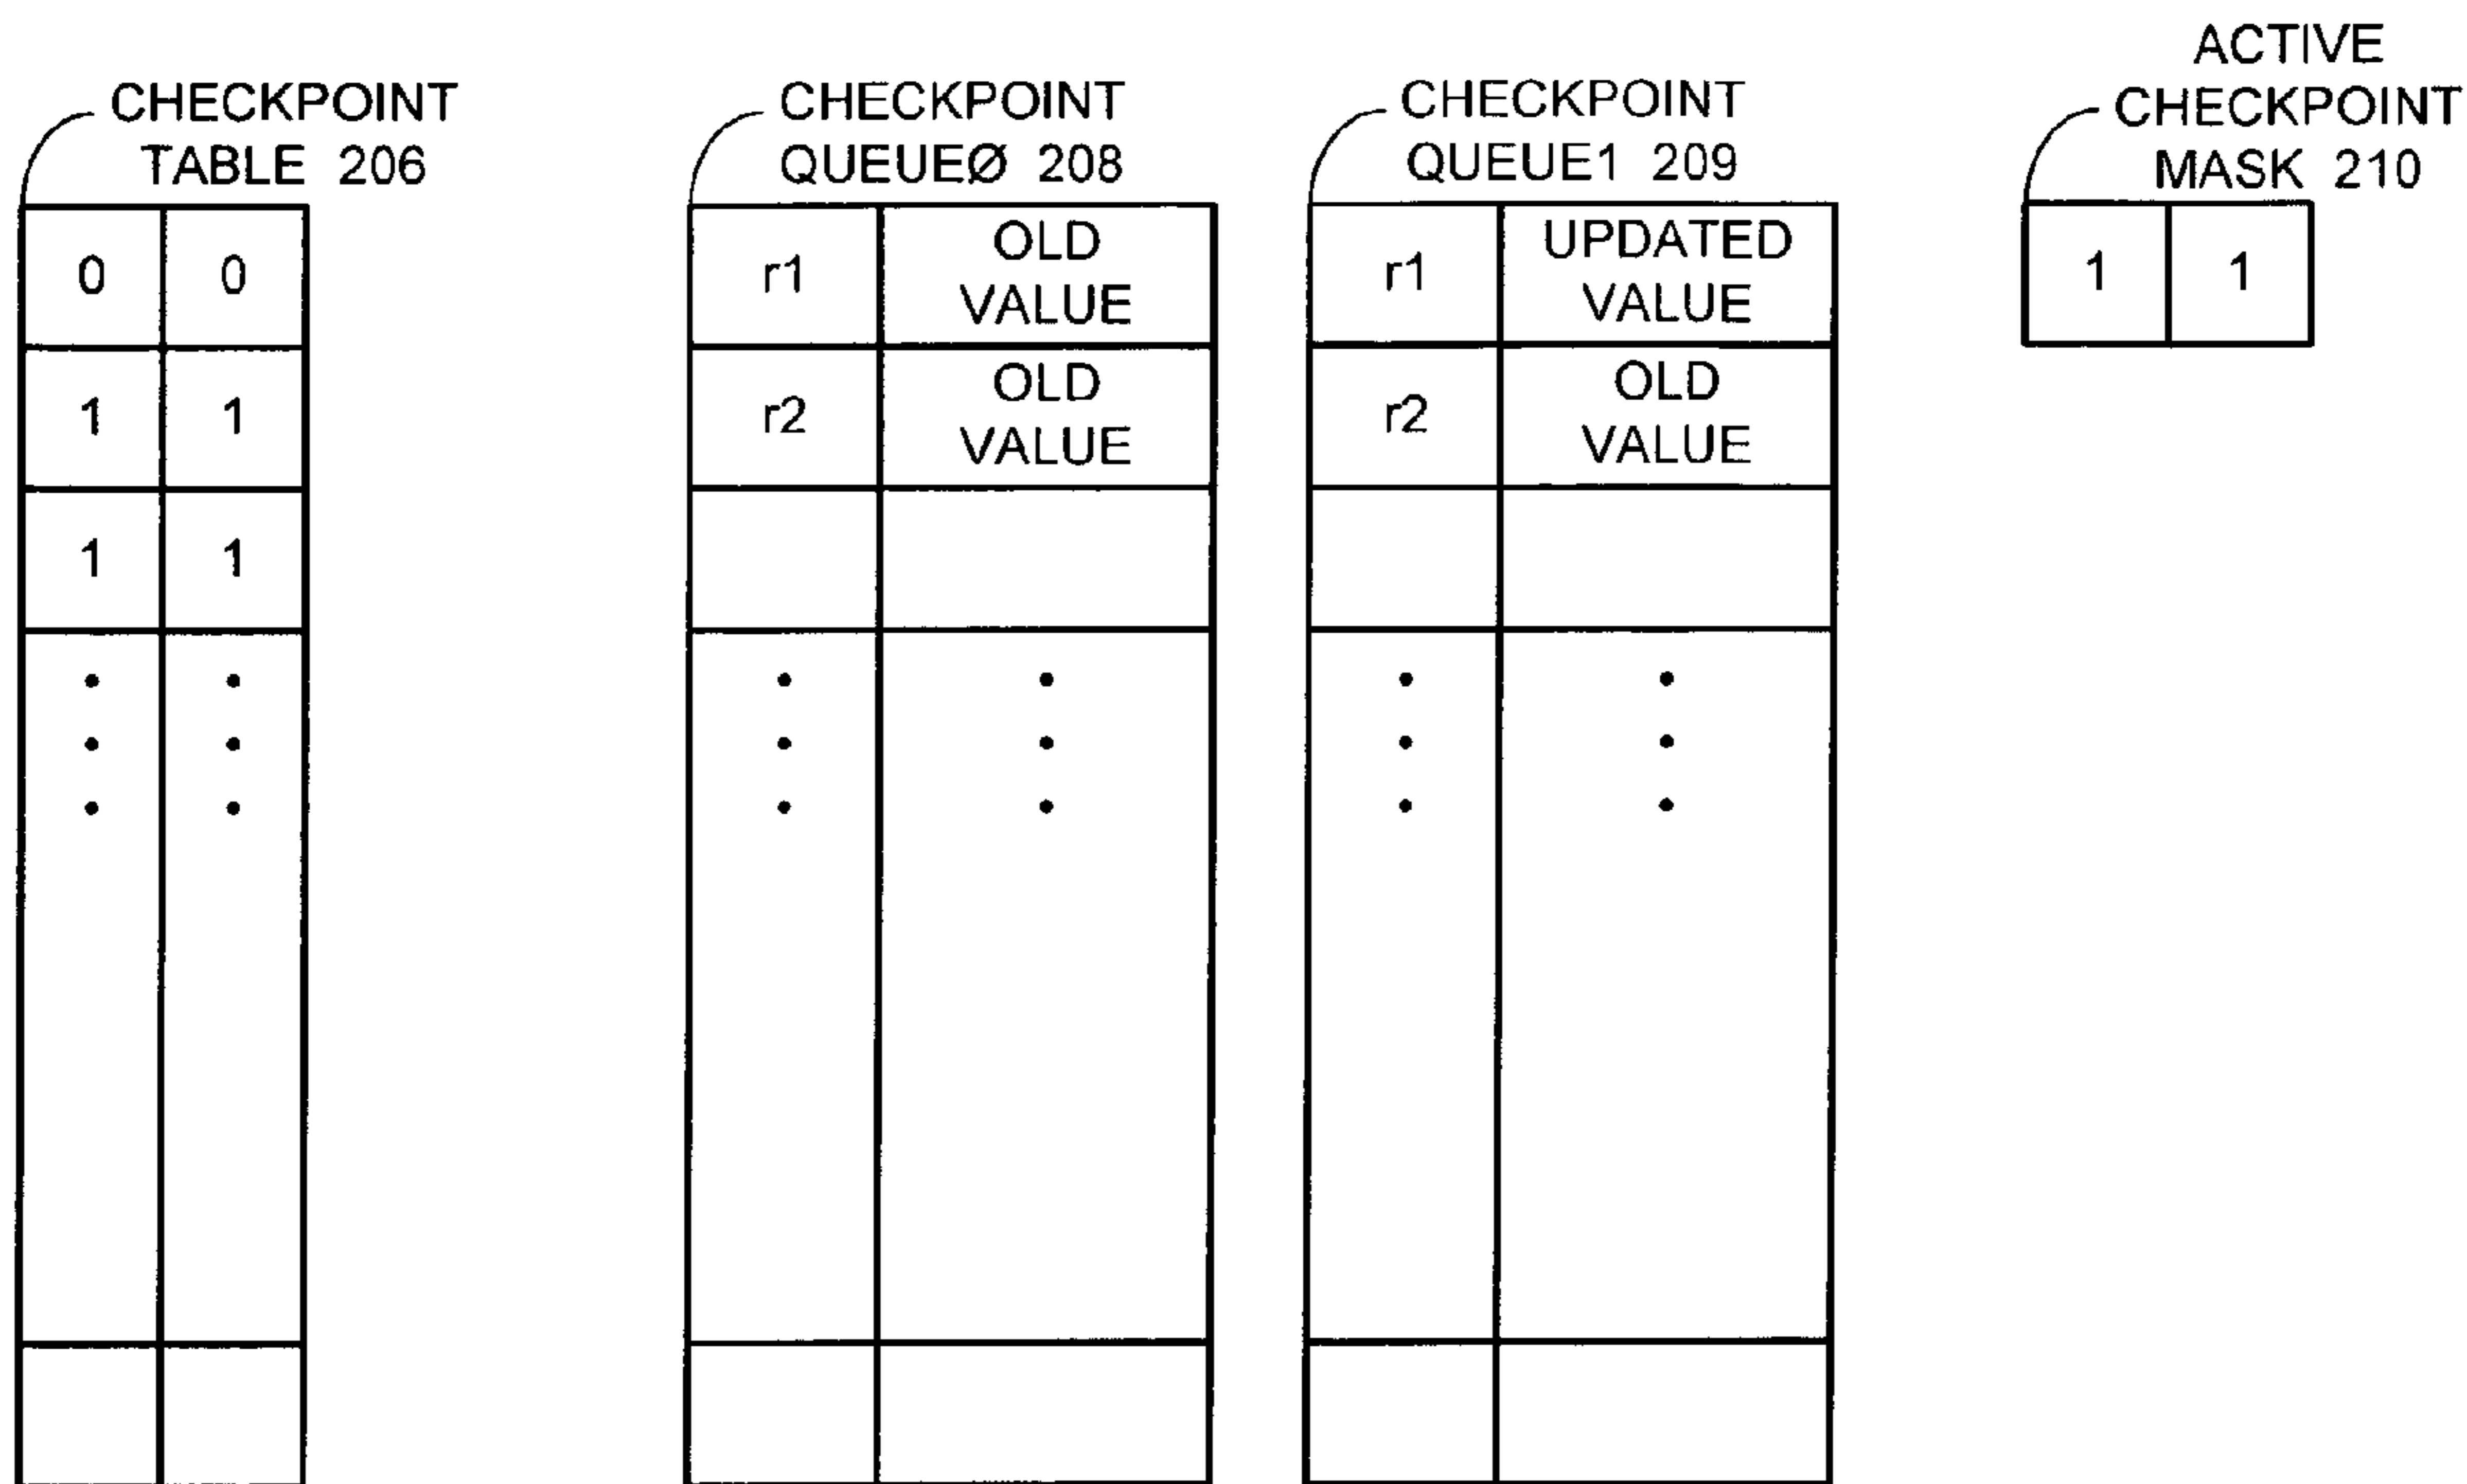 CHECKPOINT
TABLE 206
0 0
1 1
1 1
CHECKPOINT
QUEUEØ 208
r1 OLD
VALUE
r2 OLD
VALUE
CHECKPOINT
QUEUE1 209
r1 UPDATED
VALUE
r2 OLD
VALUE
ACTIVE
CHECKPOINT
MASK 210
1 1